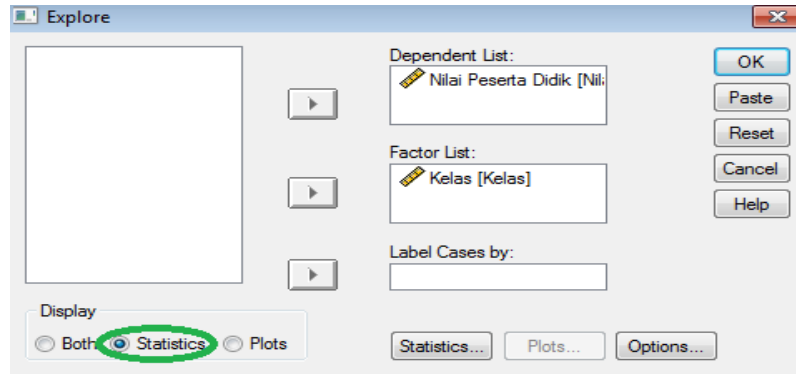 Explore
Dependent List:
Nilai Peserta Didik [Nil
Factor List:
Kelas [Kelas]
Label Cases by:
Display
Both
Statistics
Plots
Statistics...
Plots...
Options...
OK
Paste
Reset
Cancel
Help